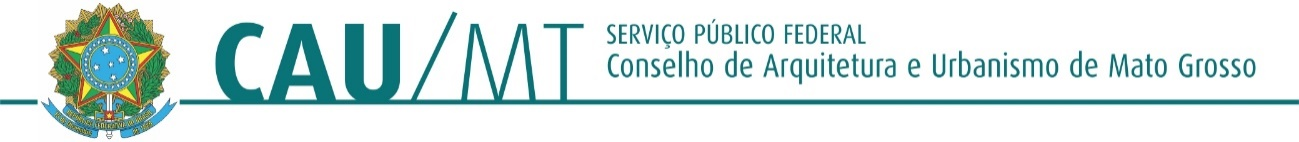 CAU/MT
SERVIÇO PÚBLICO FEDERAL
Conselho de Arquitetura e Urbanismo de Mato Grosso